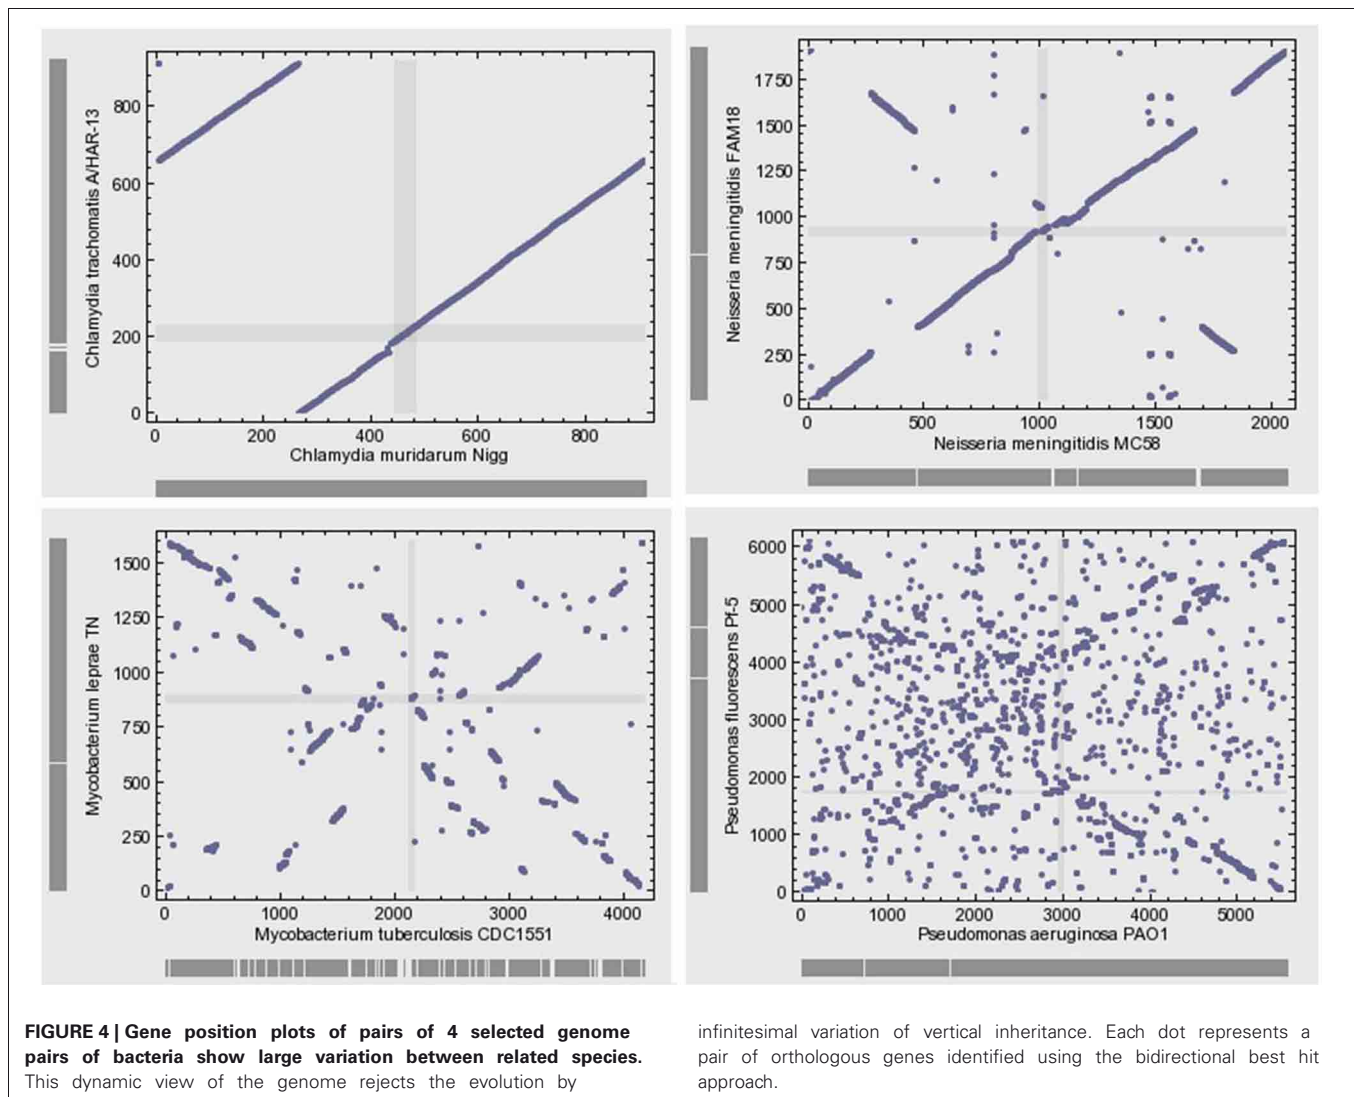 800
600
400
200
0
Chlamydia trachomatis A/HAR-13
0 200 400 600 800
Chlamydia muridarum Nigg
1750
1500
1250
1000
750
500
250
0
Neisseria meningitidis FAM18
0 500 1000 1500 2000
Neisseria meningitidis MC58
1500
1250
1000
750
500
250
0
Mycobacterium leprae TN
0 1000 2000 3000 4000
Mycobacterium tuberculosis CDC1551
6000
5000
4000
3000
2000
1000
0
Pseudomonas fluorescens Pf-5
0 1000 2000 3000 4000 5000
Pseudomonas aeruginosa PAO1
FIGURE 4 | Gene position plots of pairs of 4 selected genome
pairs of bacteria show large variation between related species.
This dynamic view of the genome rejects the evolution by
infinitesimal variation of vertical inheritance. Each dot represents a
pair of orthologous genes identified using the bidirectional best hit
approach.